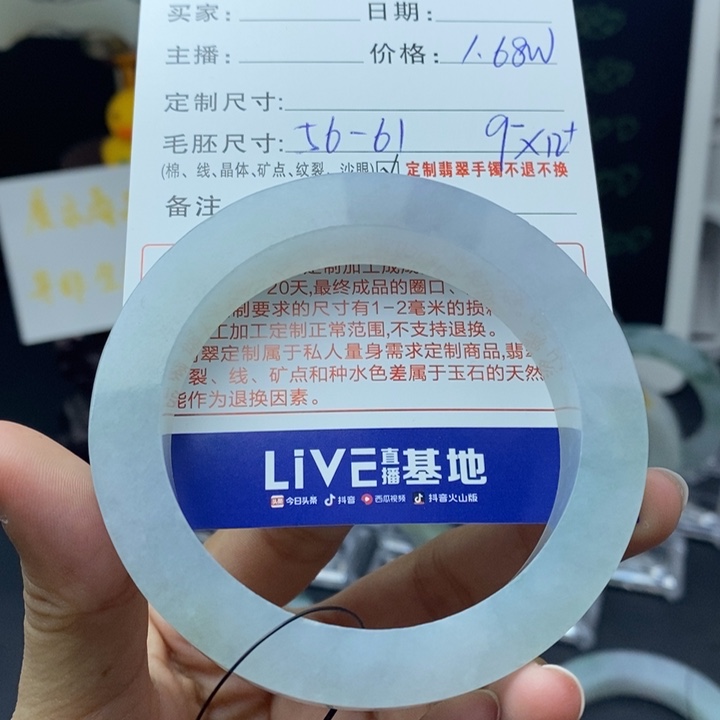 买家: 日期:
主播: 价格: 1.68W
定制尺寸:
毛胚尺寸: 56-61 9⁻×12⁺
(棉、线、晶体、矿点、纹裂、沙眼)☑ 定制翡翠手镯不退不换
备注
定制加工成
20天,最终成品的圈口、
制要求的尺寸有1-2毫米的损
工加工定制正常范围,不支持退换。
翠定制属于私人量身需求定制商品,翡
裂、线、矿点和种水色差属于玉石的天然
能作为退换因素。
LiVE直播基地
今日头条 抖音 西瓜视频 抖音火山版